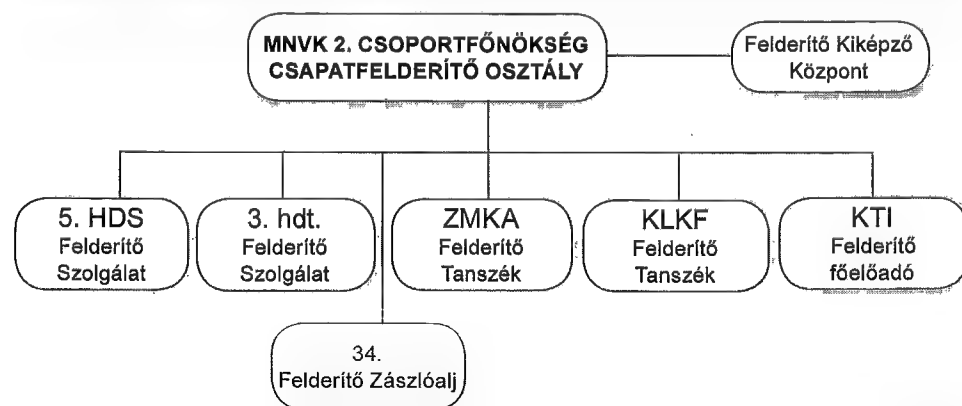 MNVK 2. CSOPORTFŐNÖKSÉG
CSAPATFELDERÍTŐ OSZTÁLY
Felderítő Kiképző
Központ
5. HDS
Felderítő
Szolgálat
3. hdt.
Felderítő
Szolgálat
ZMKA
Felderítő
Tanszék
KLKF
Felderítő
Tanszék
KTI
Felderítő
főelőadó
34.
Felderítő Zászlóalj